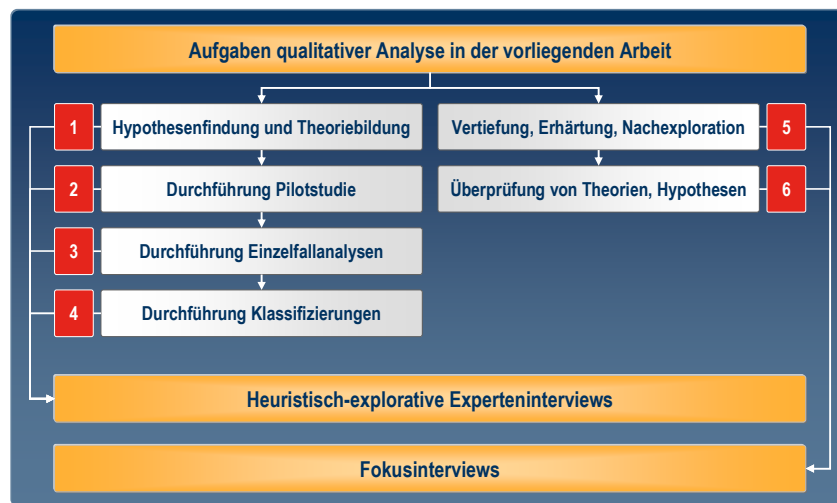 Aufgaben qualitativer Analyse in der vorliegenden Arbeit
1 Hypothesenfindung und Theoriebildung
2 Durchführung Pilotstudie
3 Durchführung Einzelfallanalysen
4 Durchführung Klassifizierungen
Vertiefung, Erhärtung, Nachexploration 5
Überprüfung von Theorien, Hypothesen 6
Heuristisch-explorative Experteninterviews
Fokusinterviews